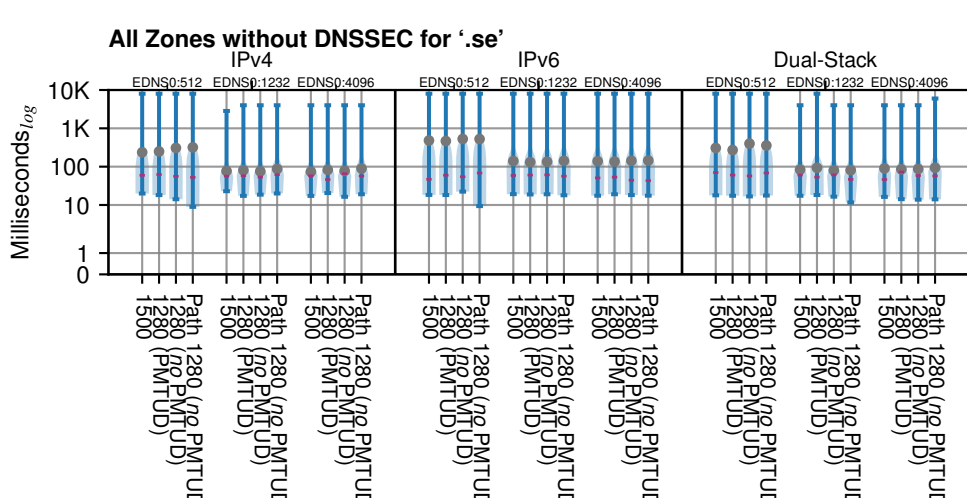 All Zones without DNSSEC for ‘.se’
IPv4
IPv6
Dual-Stack
EDNS0:512
EDNS0:1232
EDNS0:4096
EDNS0:512
EDNS0:1232
EDNS0:4096
EDNS0:512
EDNS0:1232
EDNS0:4096
Milliseconds log
10K
1K
100
10
1
0
1500
1280 (PMTUD)
1280 (no PMTUD)
Path 1280 (no PMTUD
1500
1280 (PMTUD)
1280 (no PMTUD)
Path 1280 (no PMTUD
1500
1280 (PMTUD)
1280 (no PMTUD)
Path 1280 (no PMTUD
1500
1280 (PMTUD)
1280 (no PMTUD)
Path 1280 (no PMTUD
1500
1280 (PMTUD)
1280 (no PMTUD)
Path 1280 (no PMTUD
1500
1280 (PMTUD)
1280 (no PMTUD)
Path 1280 (no PMTUD
1500
1280 (PMTUD)
1280 (no PMTUD)
Path 1280 (no PMTUD
1500
1280 (PMTUD)
1280 (no PMTUD)
Path 1280 (no PMTUD
1500
1280 (PMTUD)
1280 (no PMTUD)
Path 1280 (no PMTUD